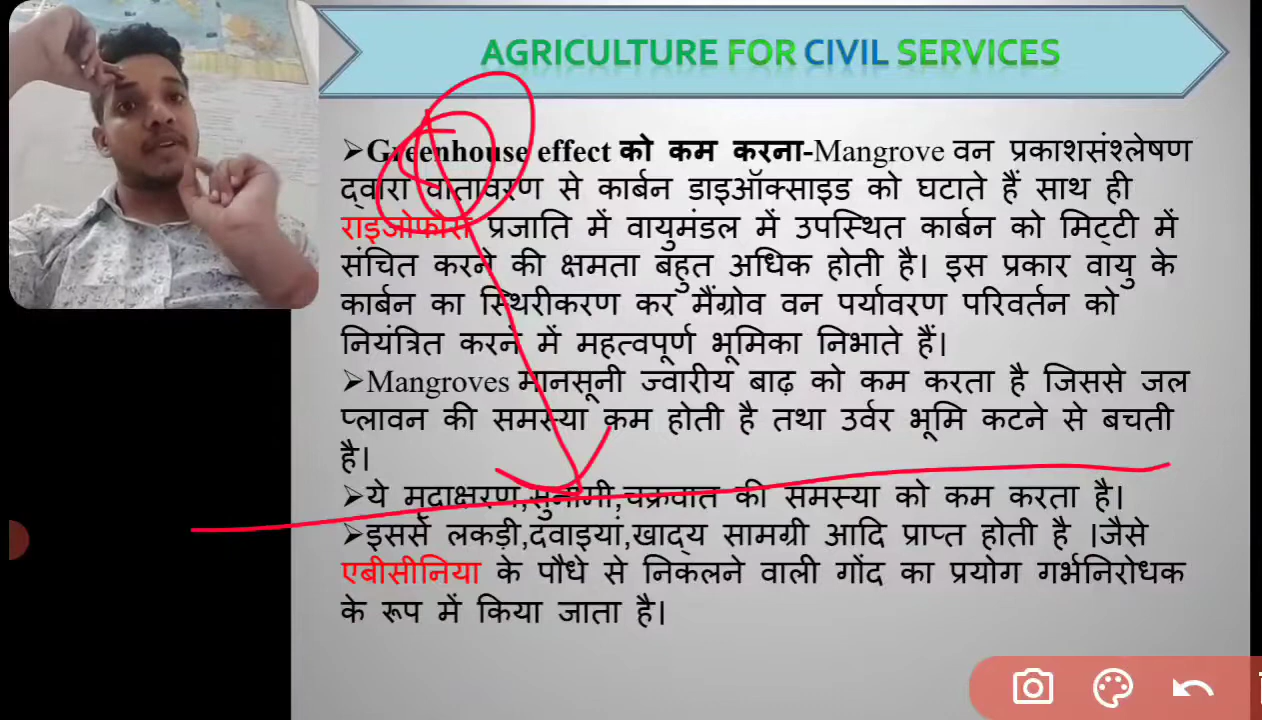 AGRICULTURE FOR CIVIL SERVICES
➢Greenhouse effect को कम करना-Mangrove वन प्रकाशसंश्लेषण
द्वारा वातावरण से कार्बन डाइऑक्साइड को घटाते हैं साथ ही
राइजोफोरा प्रजाति में वायुमंडल में उपस्थित कार्बन को मिट्टी में
संचित करने की क्षमता बहुत अधिक होती है। इस प्रकार वायु के
कार्बन का स्थिरीकरण कर मैंग्रोव वन पर्यावरण परिवर्तन को
नियंत्रित करने में महत्वपूर्ण भूमिका निभाते हैं।
➢Mangroves मानसूनी ज्वारीय बाढ़ को कम करता है जिससे जल
प्लावन की समस्या कम होती है तथा उर्वर भूमि कटने से बचती
है।
➢ये मृदाक्षरण,सुनामी,चक्रवात की समस्या को कम करता है।
➢इससे लकड़ी,दवाइयां,खाद्य सामग्री आदि प्राप्त होती है ।जैसे
एबीसीनिया के पौधे से निकलने वाली गोंद का प्रयोग गर्भनिरोधक
के रूप में किया जाता है।